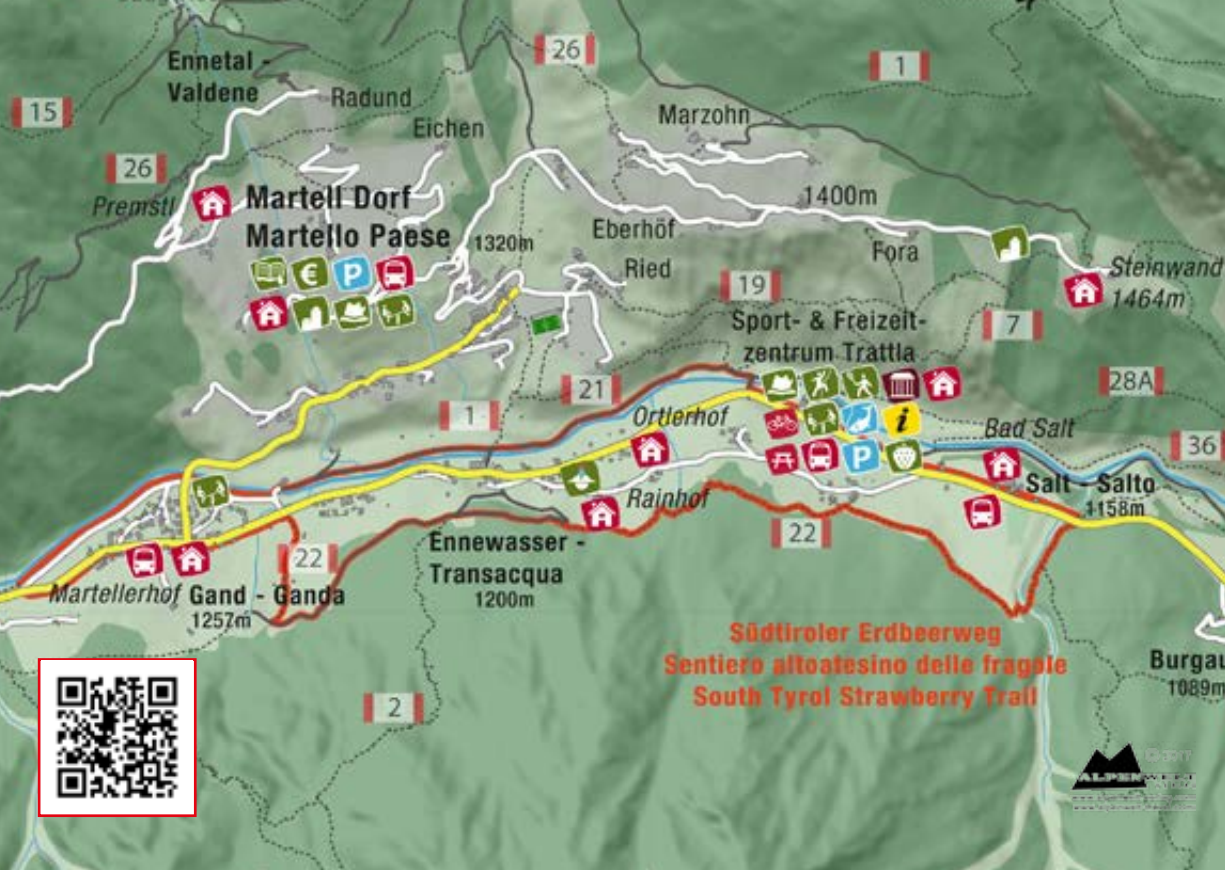 26
1
Ennetal -
Valdene
15
Radund
Marzohn
Eichen
26
Premstl
Martell Dorf
Martello Paese
1400m
1320m
Eberhöf
Fora
€
P
Ried
Steinwand
1464m
19
7
Sport- & Freizeit-
zentrum Trattla
21
28A
1
Ortlerhof
i
Bad Salt
36
P
Salt - Salto
1158m
Rainhof
22
22
Ennewasser -
Transacqua
1200m
Martellerhof
Gand - Ganda
1257m
Südtiroler Erdbeerweg
Sentiero altoatesino delle fragole
South Tyrol Strawberry Trail
Burgau
1089m
2
ALPENWELT